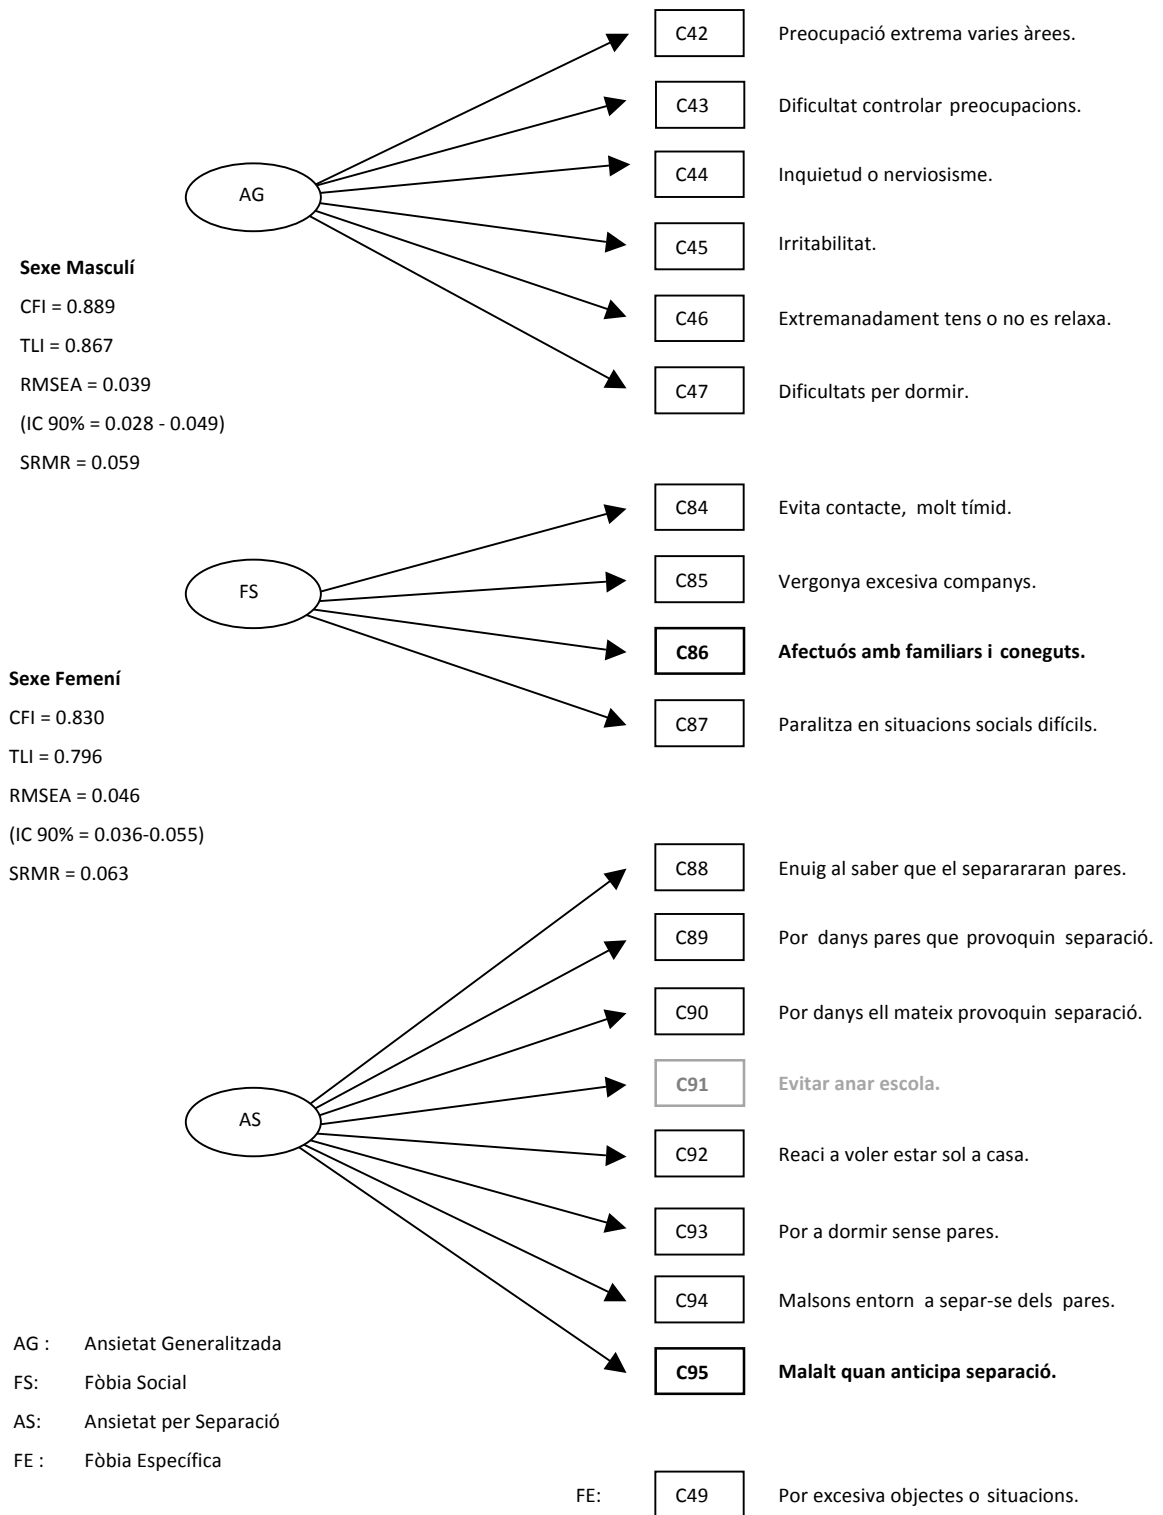 C42 Preocupació extrema varies àrees.
C43 Dificultat controlar preocupacions.
C44 Inquietud o nerviosisme.
AG
C45 Irritabilitat.
Sexe Masculí
CFI = 0.889
C46 Extremanadament tens o no es relaxa.
TLI = 0.867
RMSEA = 0.039
C47 Dificultats per dormir.
(IC 90% = 0.028 - 0.049)
SRMR = 0.059
C84 Evita contacte, molt tímid.
C85 Vergonya excesiva companys.
FS
C86 Afectuós amb familiars i coneguts.
Sexe Femení
CFI = 0.830
C87 Paralitza en situacions socials difícils.
TLI = 0.796
RMSEA = 0.046
(IC 90% = 0.036-0.055)
SRMR = 0.063
C88 Enuig al saber que el separararan pares.
C89 Por danys pares que provoquin separació.
C90 Por danys ell mateix provoquin separació.
C91 Evitar anar escola.
AS
C92 Reaci a voler estar sol a casa.
C93 Por a dormir sense pares.
C94 Malsons entorn a separ-se dels pares.
AG : Ansietat Generalitzada
C95 Malalt quan anticipa separació.
FS: Fòbia Social
AS: Ansietat per Separació
FE : Fòbia Específica
FE: C49 Por excesiva objectes o situacions.